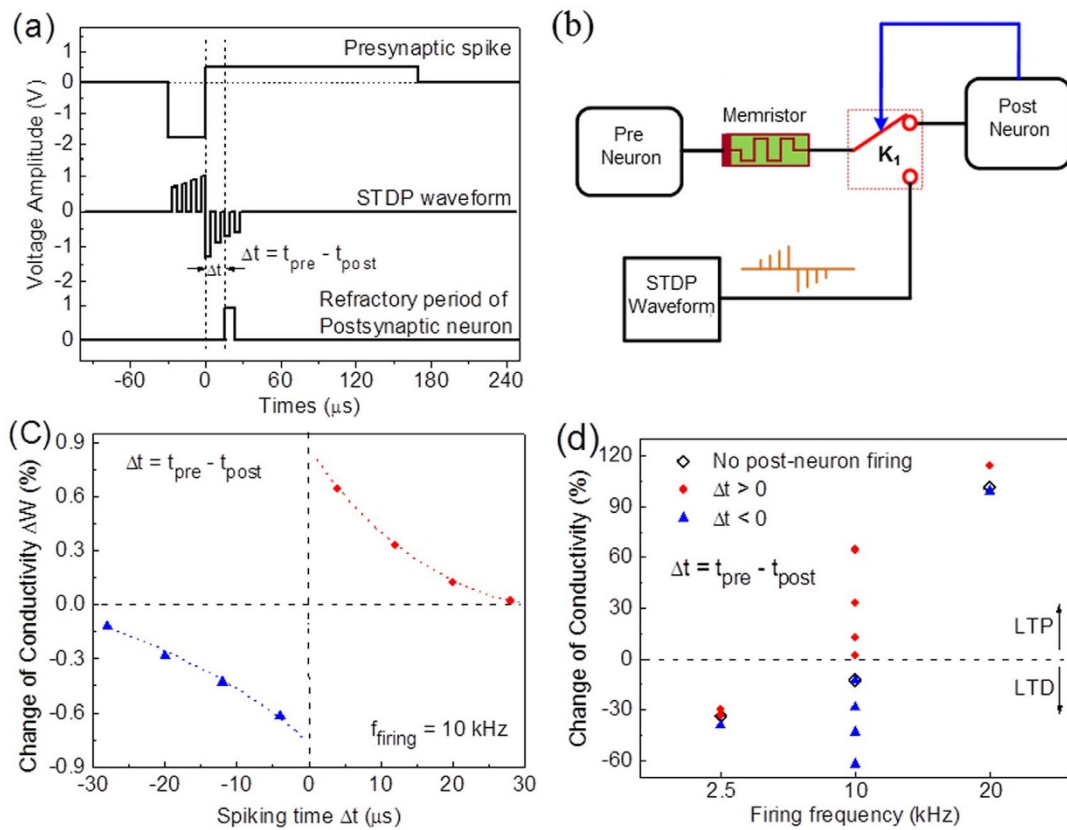 (a)
Presynaptic spike
1
0
-1
-2
1
0
-1
-2
1
0
STDP waveform
Δt
Δt = tpre - tpost
Refractory period of
Postsynaptic neuron
Voltage Amplitude (V)
-60 0 60 120 180 240
Times (μs)
(b)
Pre
Neuron
Memristor
K1
Post
Neuron
STDP
Waveform
(C)
Δt = tpre - tpost
0.9
0.6
0.3
0.0
-0.3
-0.6
-0.9
Change of Conductivity ΔW (%)
ffiring = 10 kHz
-30 -20 -10 0 10 20 30
Spiking time Δt (μs)
(d)
120
90
60
30
0
-30
-60
Change of Conductivity (%)
No post-neuron firing
Δt > 0
Δt < 0
Δt = tpre - tpost
LTP
LTD
2.5 10 20
Firing frequency (kHz)